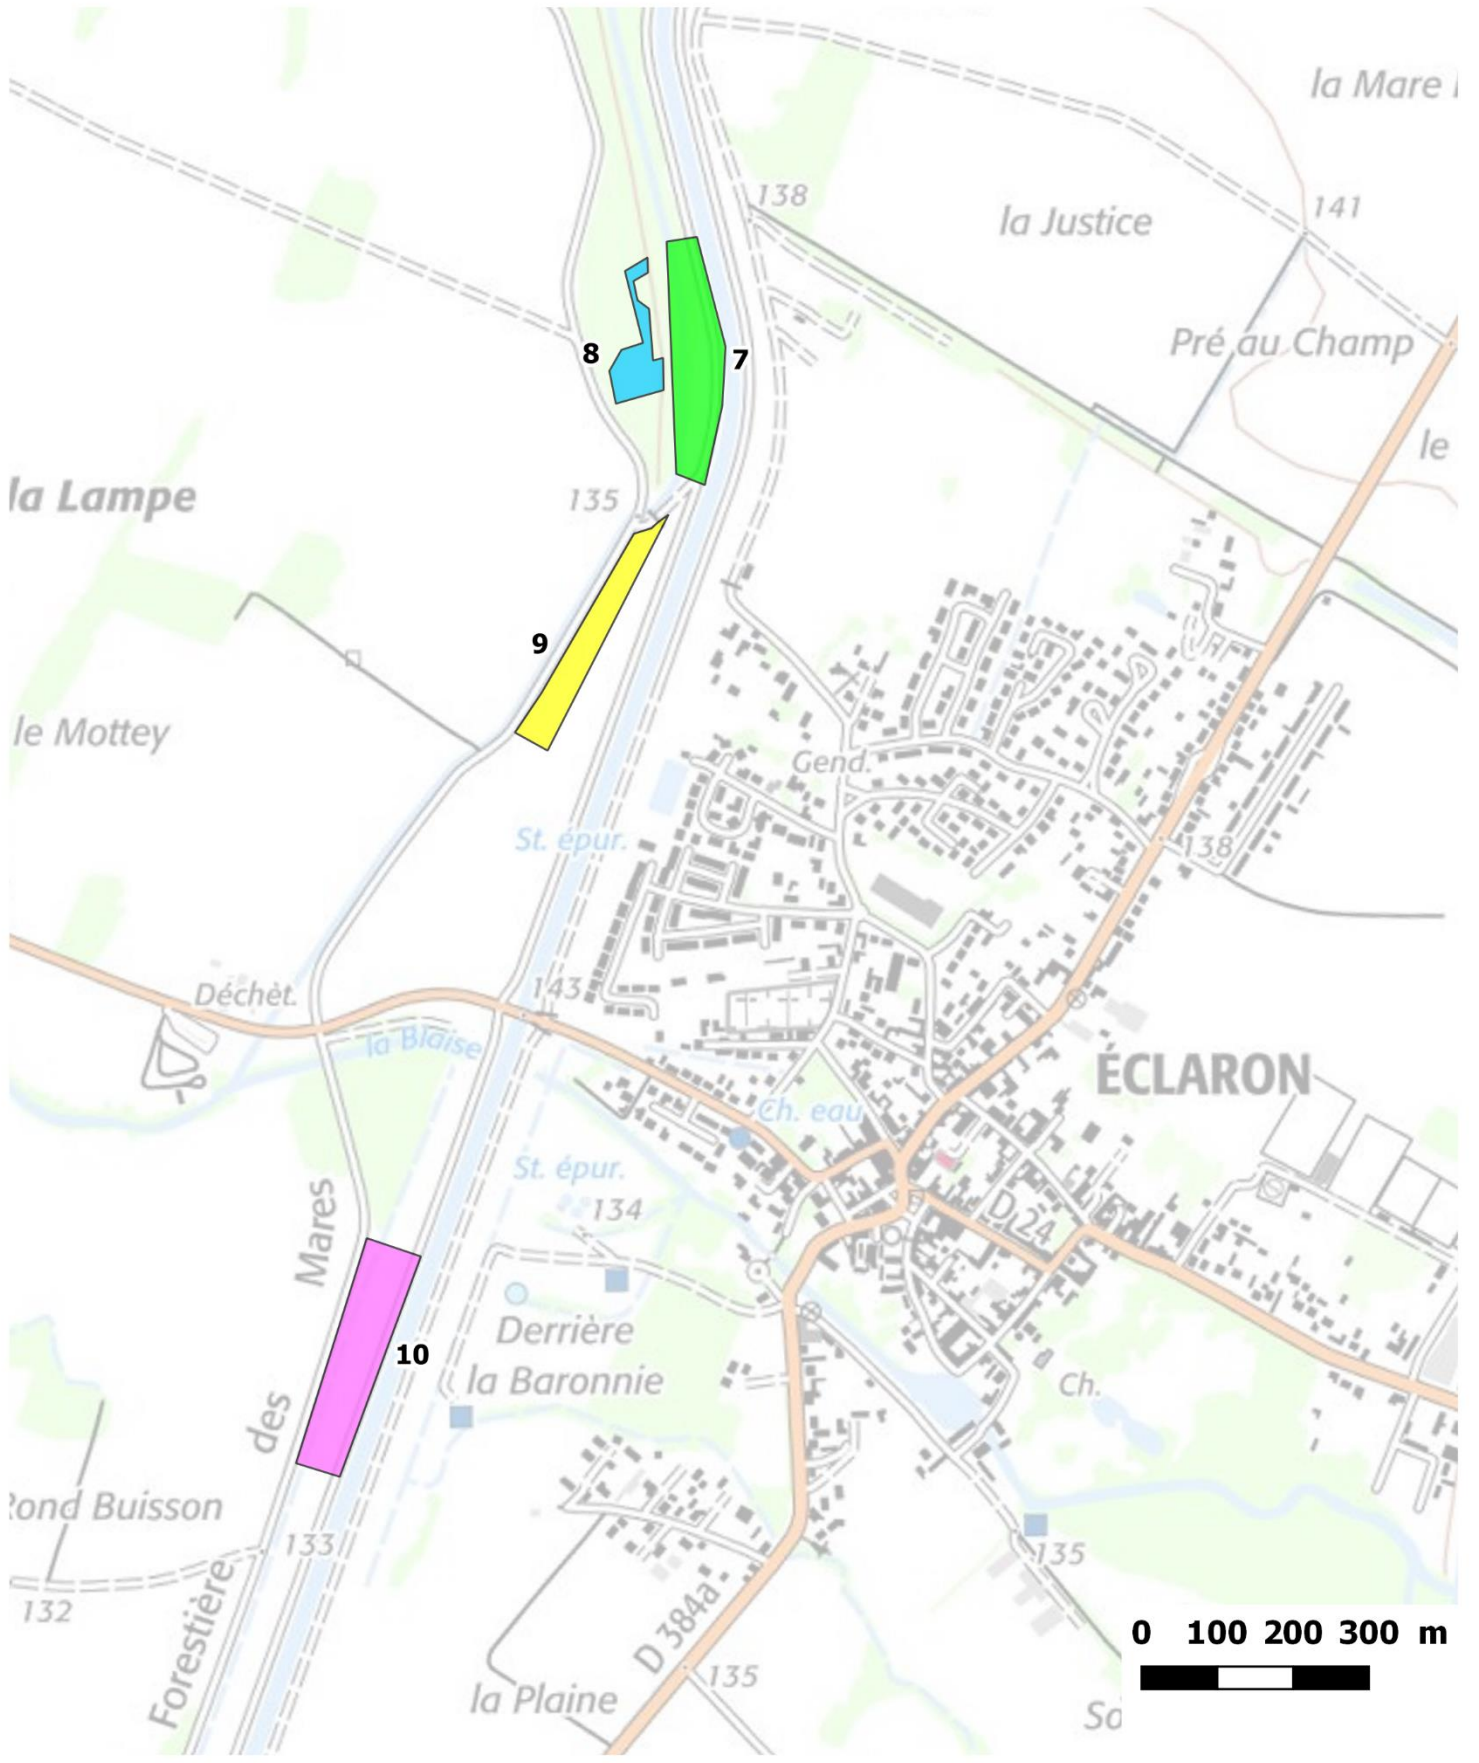 la Mare
138
141
la Justice
8
7
Pré au Champ
le
la Lampe
135
9
le Mottey
Gend.
St. épur.
138
Déchèt.
143
la Blaise
ÉCLARON
Ch. eau
St. épur.
134
D 24
Mares
10
Derrière
la Baronnie
Ch.
des
Rond Buisson
133
135
132
Forestière
D 384a
0 100 200 300 m
135
la Plaine
So